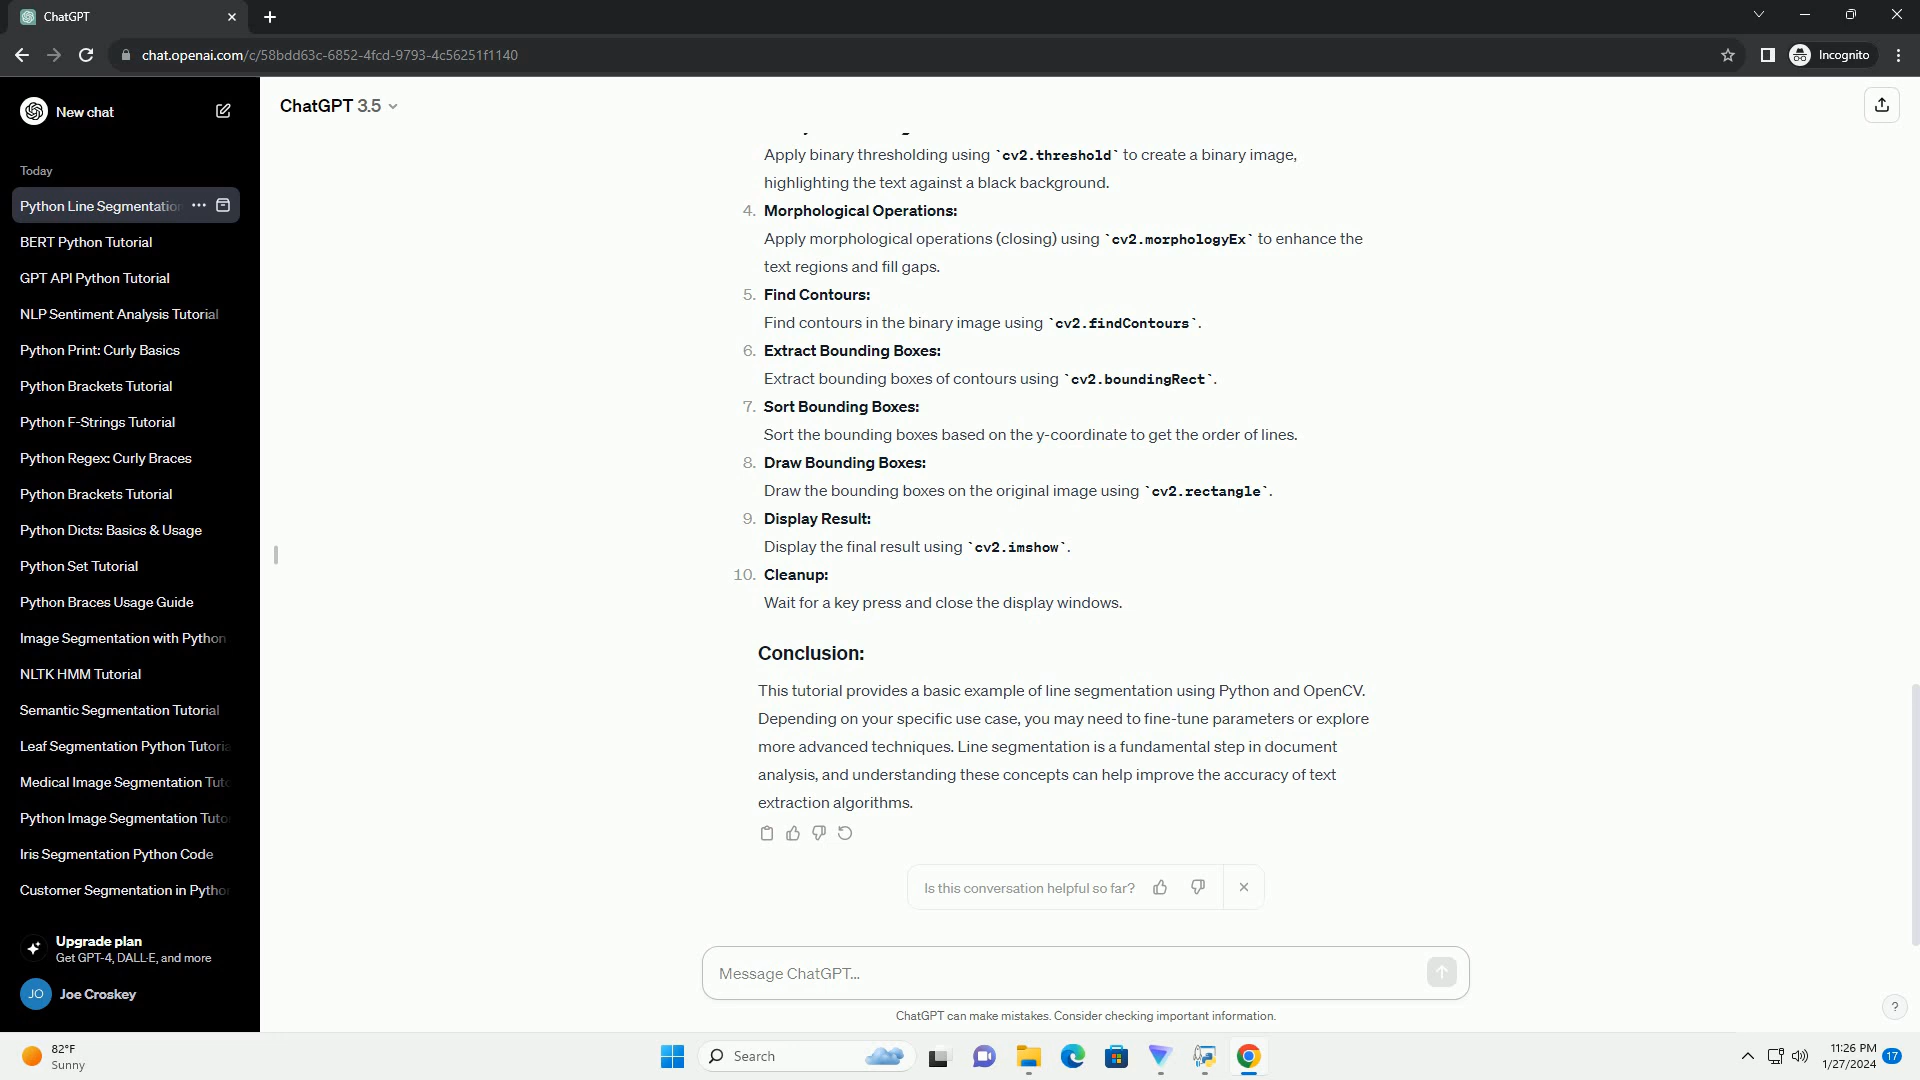 ChatGPT
chat.openai.com/c/58bdd63c-6852-4fcd-9793-4c56251f1140
Incognito
New chat
Today
Python Line Segmentation
BERT Python Tutorial
GPT API Python Tutorial
NLP Sentiment Analysis Tutorial
Python Print: Curly Basics
Python Brackets Tutorial
Python F-Strings Tutorial
Python Regex: Curly Braces
Python Brackets Tutorial
Python Dicts: Basics & Usage
Python Set Tutorial
Python Braces Usage Guide
Image Segmentation with Python
NLTK HMM Tutorial
Semantic Segmentation Tutorial
Leaf Segmentation Python Tutoria
Medical Image Segmentation Tuto
Python Image Segmentation Tuto
Iris Segmentation Python Code
Customer Segmentation in Python
Upgrade plan
Get GPT-4, DALL·E, and more
JO Joe Croskey
ChatGPT 3.5
Apply binary thresholding using `cv2.threshold` to create a binary image,
highlighting the text against a black background.
4. Morphological Operations:
Apply morphological operations (closing) using `cv2.morphologyEx` to enhance the
text regions and fill gaps.
5. Find Contours:
Find contours in the binary image using `cv2.findContours`.
6. Extract Bounding Boxes:
Extract bounding boxes of contours using `cv2.boundingRect`.
7. Sort Bounding Boxes:
Sort the bounding boxes based on the y-coordinate to get the order of lines.
8. Draw Bounding Boxes:
Draw the bounding boxes on the original image using `cv2.rectangle`.
9. Display Result:
Display the final result using `cv2.imshow`.
10. Cleanup:
Wait for a key press and close the display windows.
Conclusion:
This tutorial provides a basic example of line segmentation using Python and OpenCV.
Depending on your specific use case, you may need to fine-tune parameters or explore
more advanced techniques. Line segmentation is a fundamental step in document
analysis, and understanding these concepts can help improve the accuracy of text
extraction algorithms.
Is this conversation helpful so far?
Message ChatGPT...
ChatGPT can make mistakes. Consider checking important information.
?
82°F
Sunny
Search
11:26 PM
1/27/2024
17